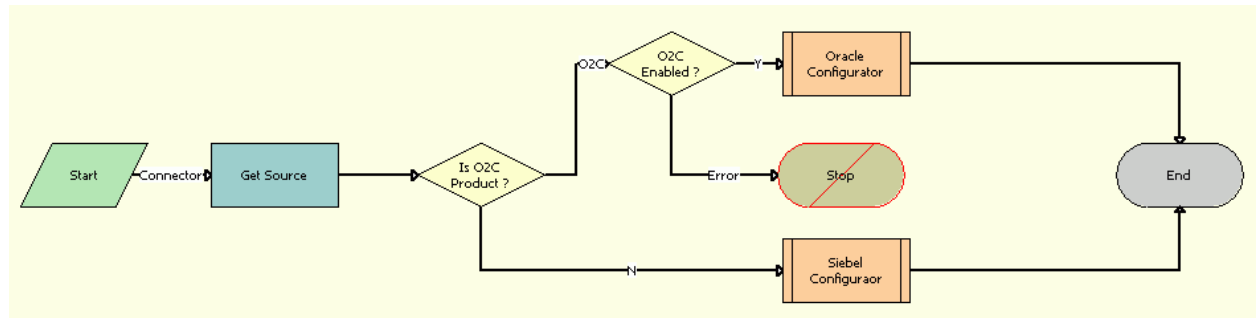 Start
Connector
Get Source
Is O2C
Product ?
O2C
O2C
Enabled ?
Y
Oracle
Configurator
Error
Stop
N
Siebel
Configuraor
End